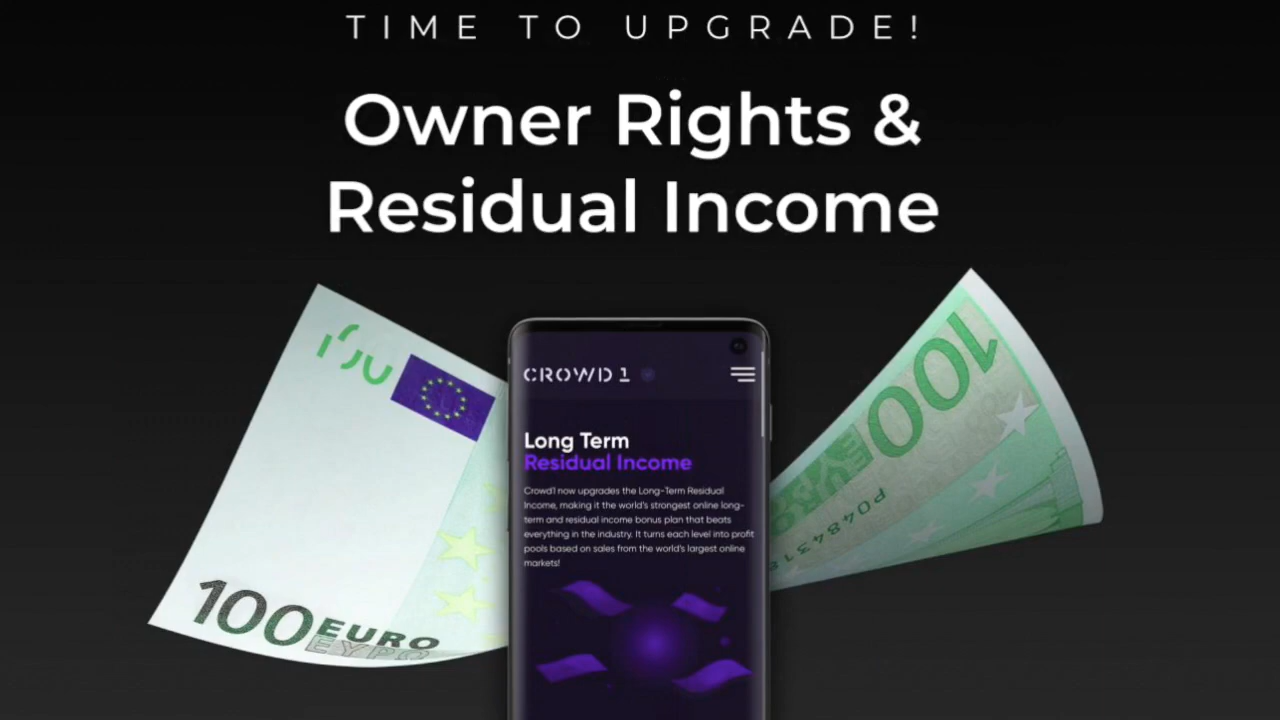 TIME TO UPGRADE!
Owner Rights &
Residual Income
CROWD1
Long Term
Residual Income
Crowd1 now upgrades the Long-Term Residual
Income, making it the world's strongest online long-
term and residual income bonus plan that beats
everything in the industry. It turns each level into profit
pools based on sales from the world's largest online
markets!
100
EURO
ΕΥΡΩ
100